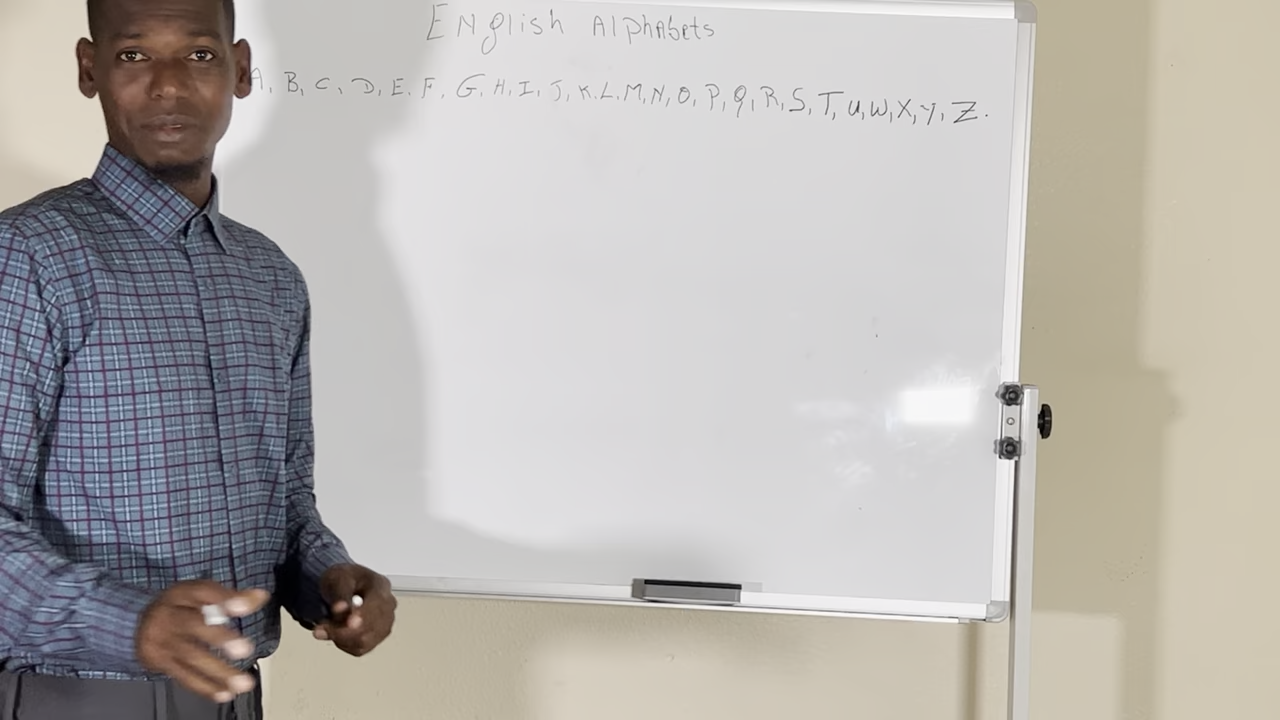 English Alphabets
A, B, C, D, E, F, G, H, I, J, K, L, M, N, O, P, Q, R, S, T, U, W, X, Y, Z.